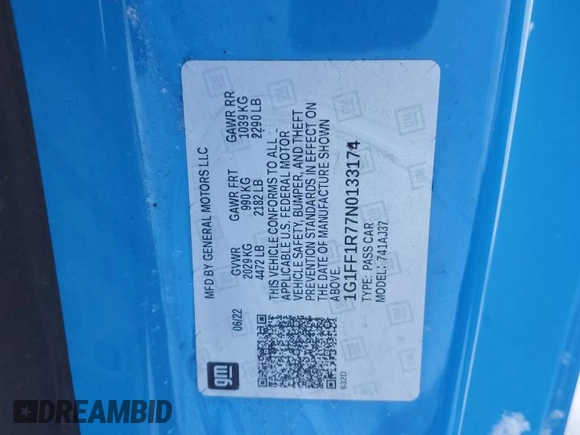 MFD BY GENERAL MOTORS LLC
06/22 GVWR GAWR FRT GAWR RR
2029 KG 990 KG 1039 KG
4472 LB 2182 LB 2290 LB
THIS VEHICLE CONFORMS TO ALL
APPLICABLE U.S. FEDERAL MOTOR
VEHICLE SAFETY, BUMPER, AND THEFT
PREVENTION STANDARDS IN EFFECT ON
THE DATE OF MANUFACTURE SHOWN
ABOVE.
1G1FF1R77N0133174
TYPE: PASS CAR
MODEL: 741AJ37
gm
632D
DREAMBID